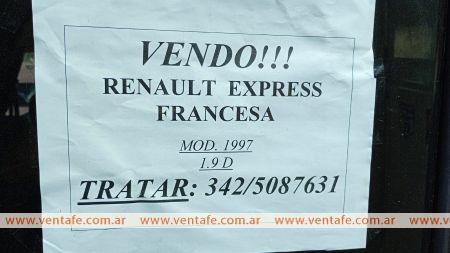 VENDO!!!
RENAULT EXPRESS
FRANCESA
MOD. 1997
1.9 D
TRATAR: 342/5087631
www.ventafe.com.ar www.ventafe.com.ar www.ventafe.com.ar